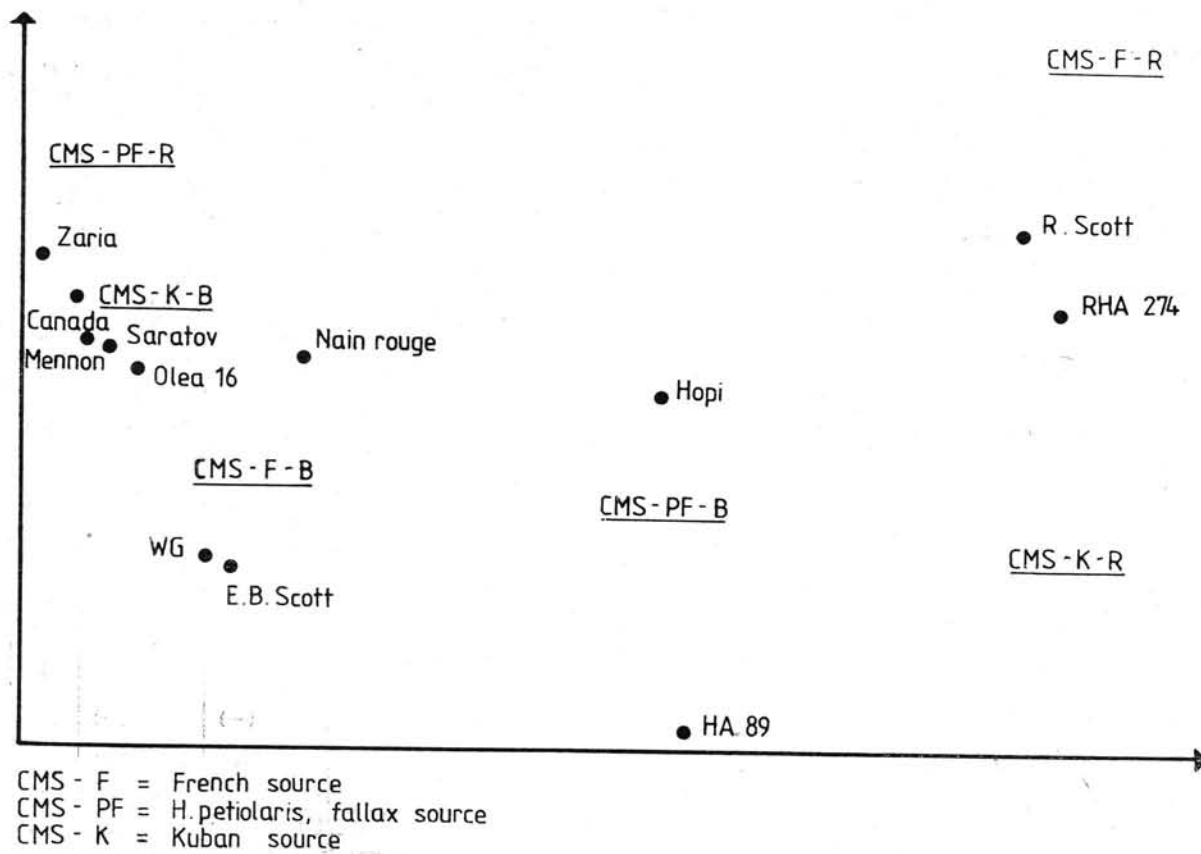 CMS - F - R
CMS - PF - R
Zaria
R. Scott
CMS - K - B
RHA 274
Canada
Saratov
Nain rouge
Mennon
Olea 16
Hopi
CMS - F - B
CMS - PF - B
WG
CMS - K - R
E.B. Scott
(-)
HA 89
CMS - F = French source
CMS - PF = H. petiolaris, fallax source
CMS - K = Kuban source